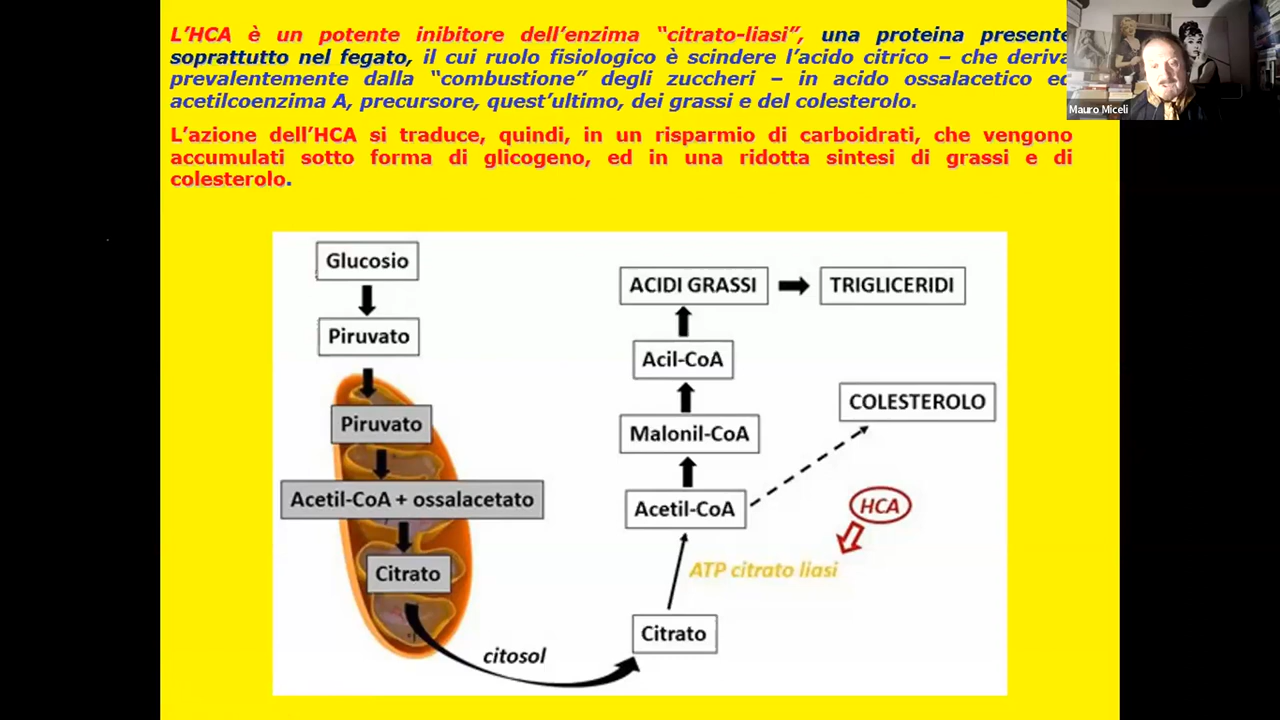 L’HCA è un potente inibitore dell’enzima “citrato-liasi”, una proteina presente
soprattutto nel fegato, il cui ruolo fisiologico è scindere l’acido citrico – che deriva
prevalentemente dalla “combustione” degli zuccheri – in acido ossalacetico ed
acetilcoenzima A, precursore, quest’ultimo, dei grassi e del colesterolo.
L’azione dell’HCA si traduce, quindi, in un risparmio di carboidrati, che vengono
accumulati sotto forma di glicogeno, ed in una ridotta sintesi di grassi e di
colesterolo.
Mauro Miceli
Glucosio
Piruvato
Piruvato
Acetil-CoA + ossalacetato
Citrato
citosol
Citrato
ATP citrato liasi
HCA
Acetil-CoA
Malonil-CoA
Acil-CoA
ACIDI GRASSI
TRIGLICERIDI
COLESTEROLO